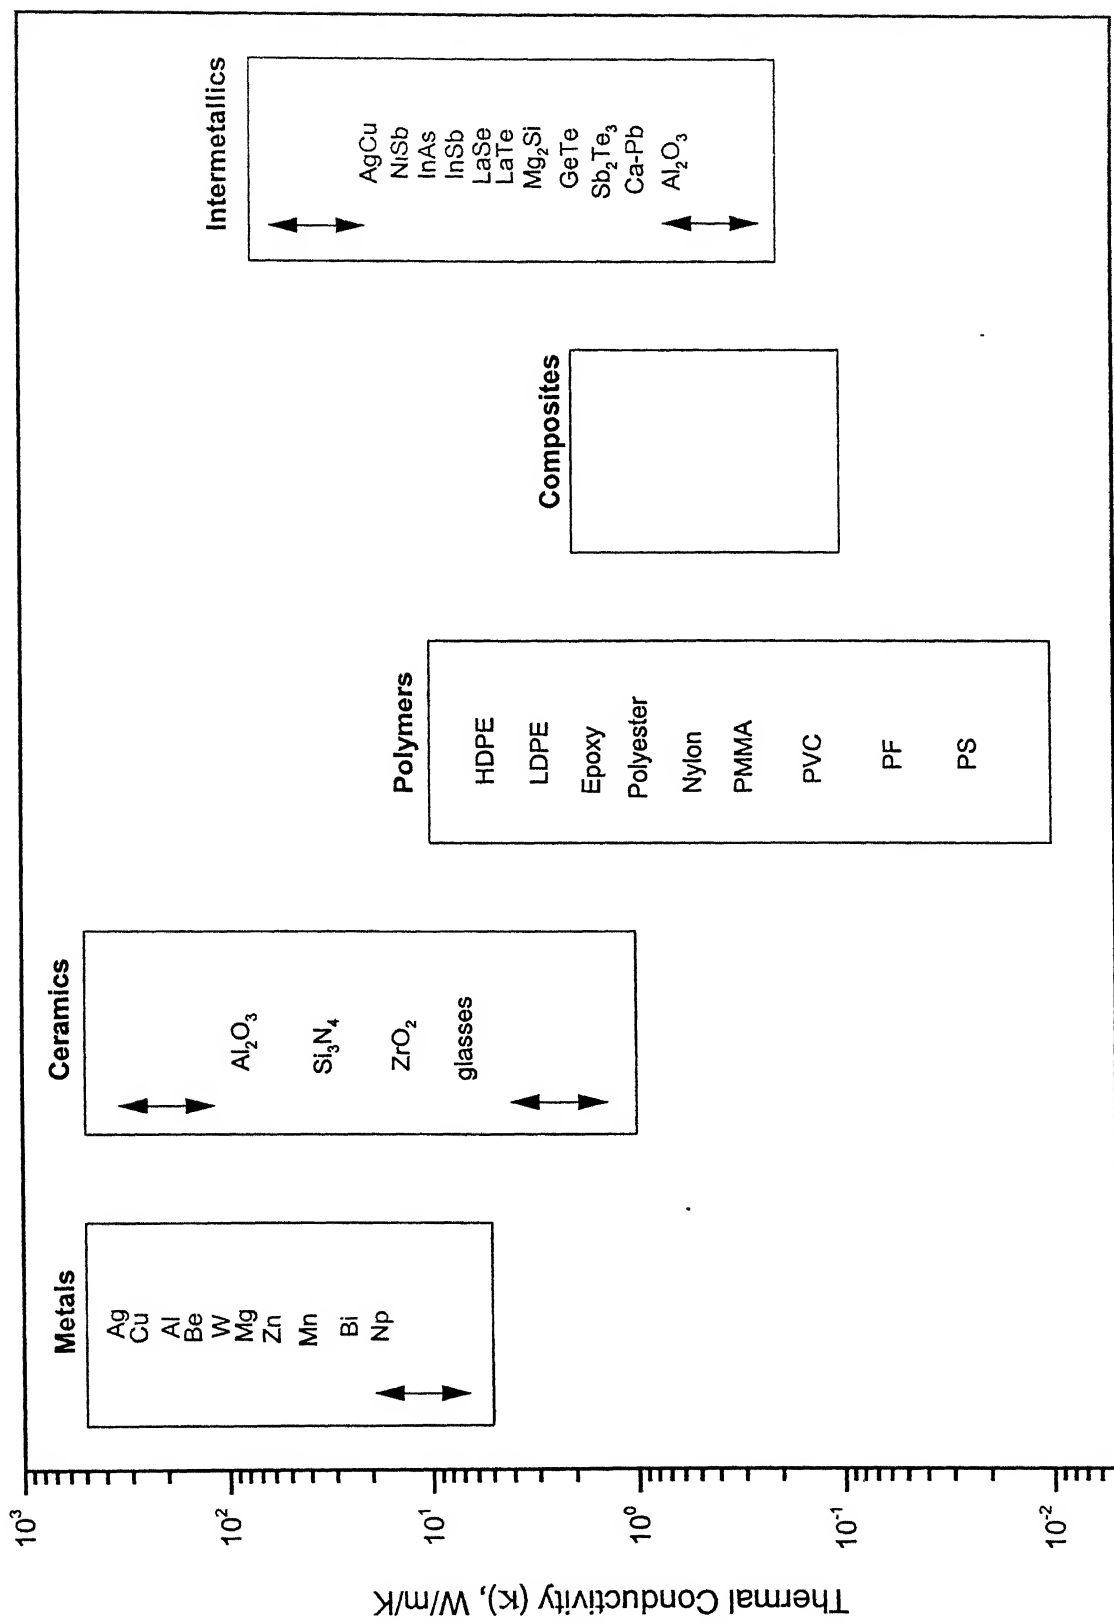 Thermal Conductivity (κ), W/m/K
10³
10²
10¹
10⁰
10⁻¹
10⁻²
Metals
Ag
Cu
Al
Be
W
Mg
Zn
Mn
Bi
Np
Ceramics
Al₂O₃
Si₃N₄
ZrO₂
glasses
Polymers
HDPE
LDPE
Epoxy
Polyester
Nylon
PMMA
PVC
PF
PS
Composites
Intermetallics
AgCu
NiSb
InAs
InSb
LaSe
LaTe
Mg₂Si
GeTe
Sb₂Te₃
Ca-Pb
Al₂O₃